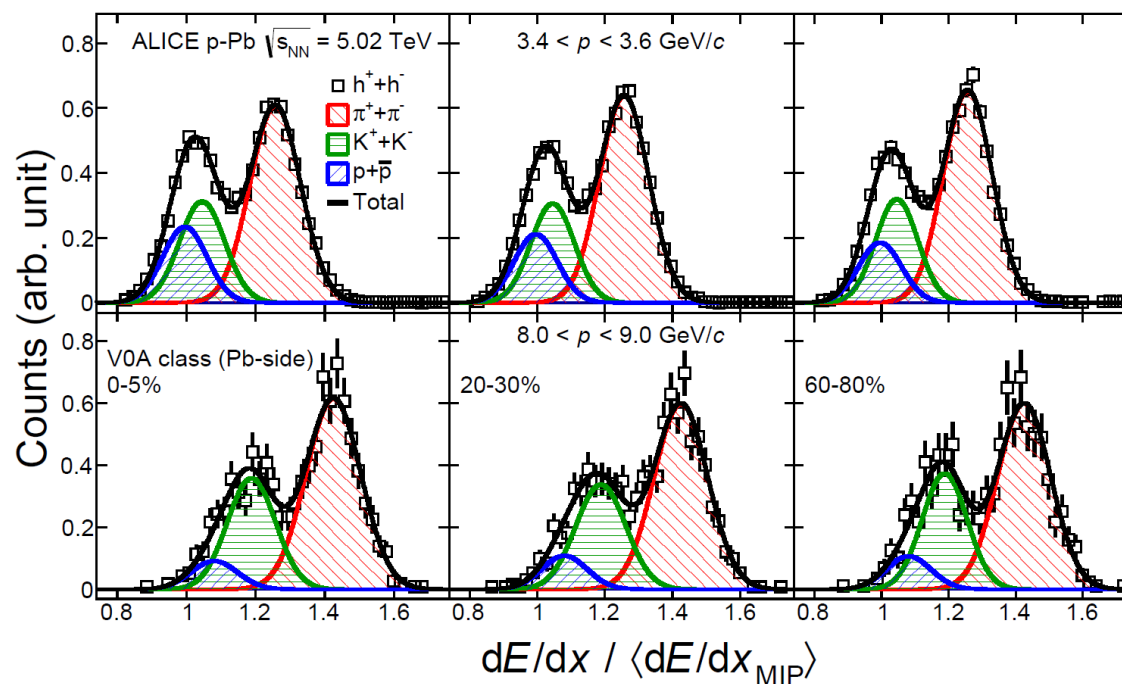 ALICE p-Pb √s_NN = 5.02 TeV
3.4 < p < 3.6 GeV/c
h⁺+h⁻
π⁺+π⁻
K⁺+K⁻
p+p̅
Total
0.8
0.6
0.4
0.2
0
V0A class (Pb-side)
0-5%
8.0 < p < 9.0 GeV/c
20-30%
60-80%
0.8
0.6
0.4
0.2
0
Counts (arb. unit)
0.8 1 1.2 1.4 1.6
0.8 1 1.2 1.4 1.6
0.8 1 1.2 1.4 1.6
dE/dx / ⟨dE/dx_MIP⟩